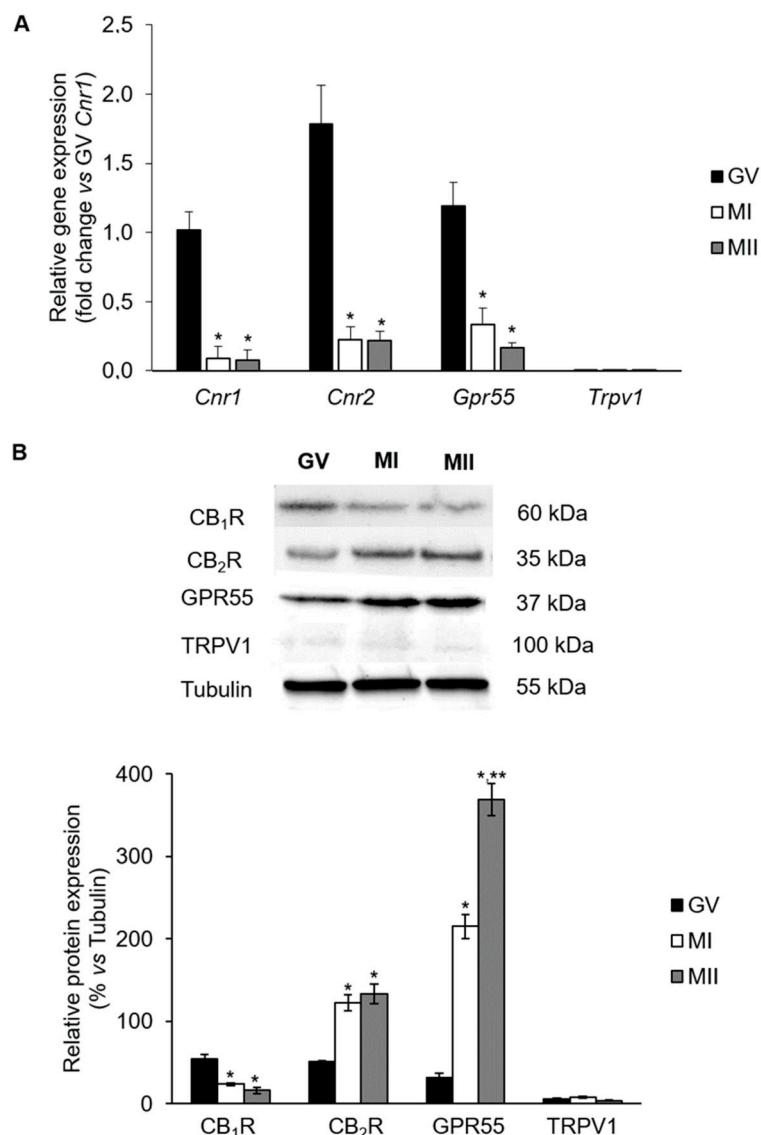 A
Relative gene expression
(fold change vs GV Cnr1)
2.5
2.0
1.5
1.0
0.5
0.0
*
*
*
*
*
*
Cnr1 Cnr2 Gpr55 Trpv1
GV
MI
MII
B
GV MI MII
CB₁R 60 kDa
CB₂R 35 kDa
GPR55 37 kDa
TRPV1 100 kDa
Tubulin 55 kDa
Relative protein expression
(% vs Tubulin)
400
300
200
100
0
*
*
*
*
*
*,**
CB₁R CB₂R GPR55 TRPV1
GV
MI
MII